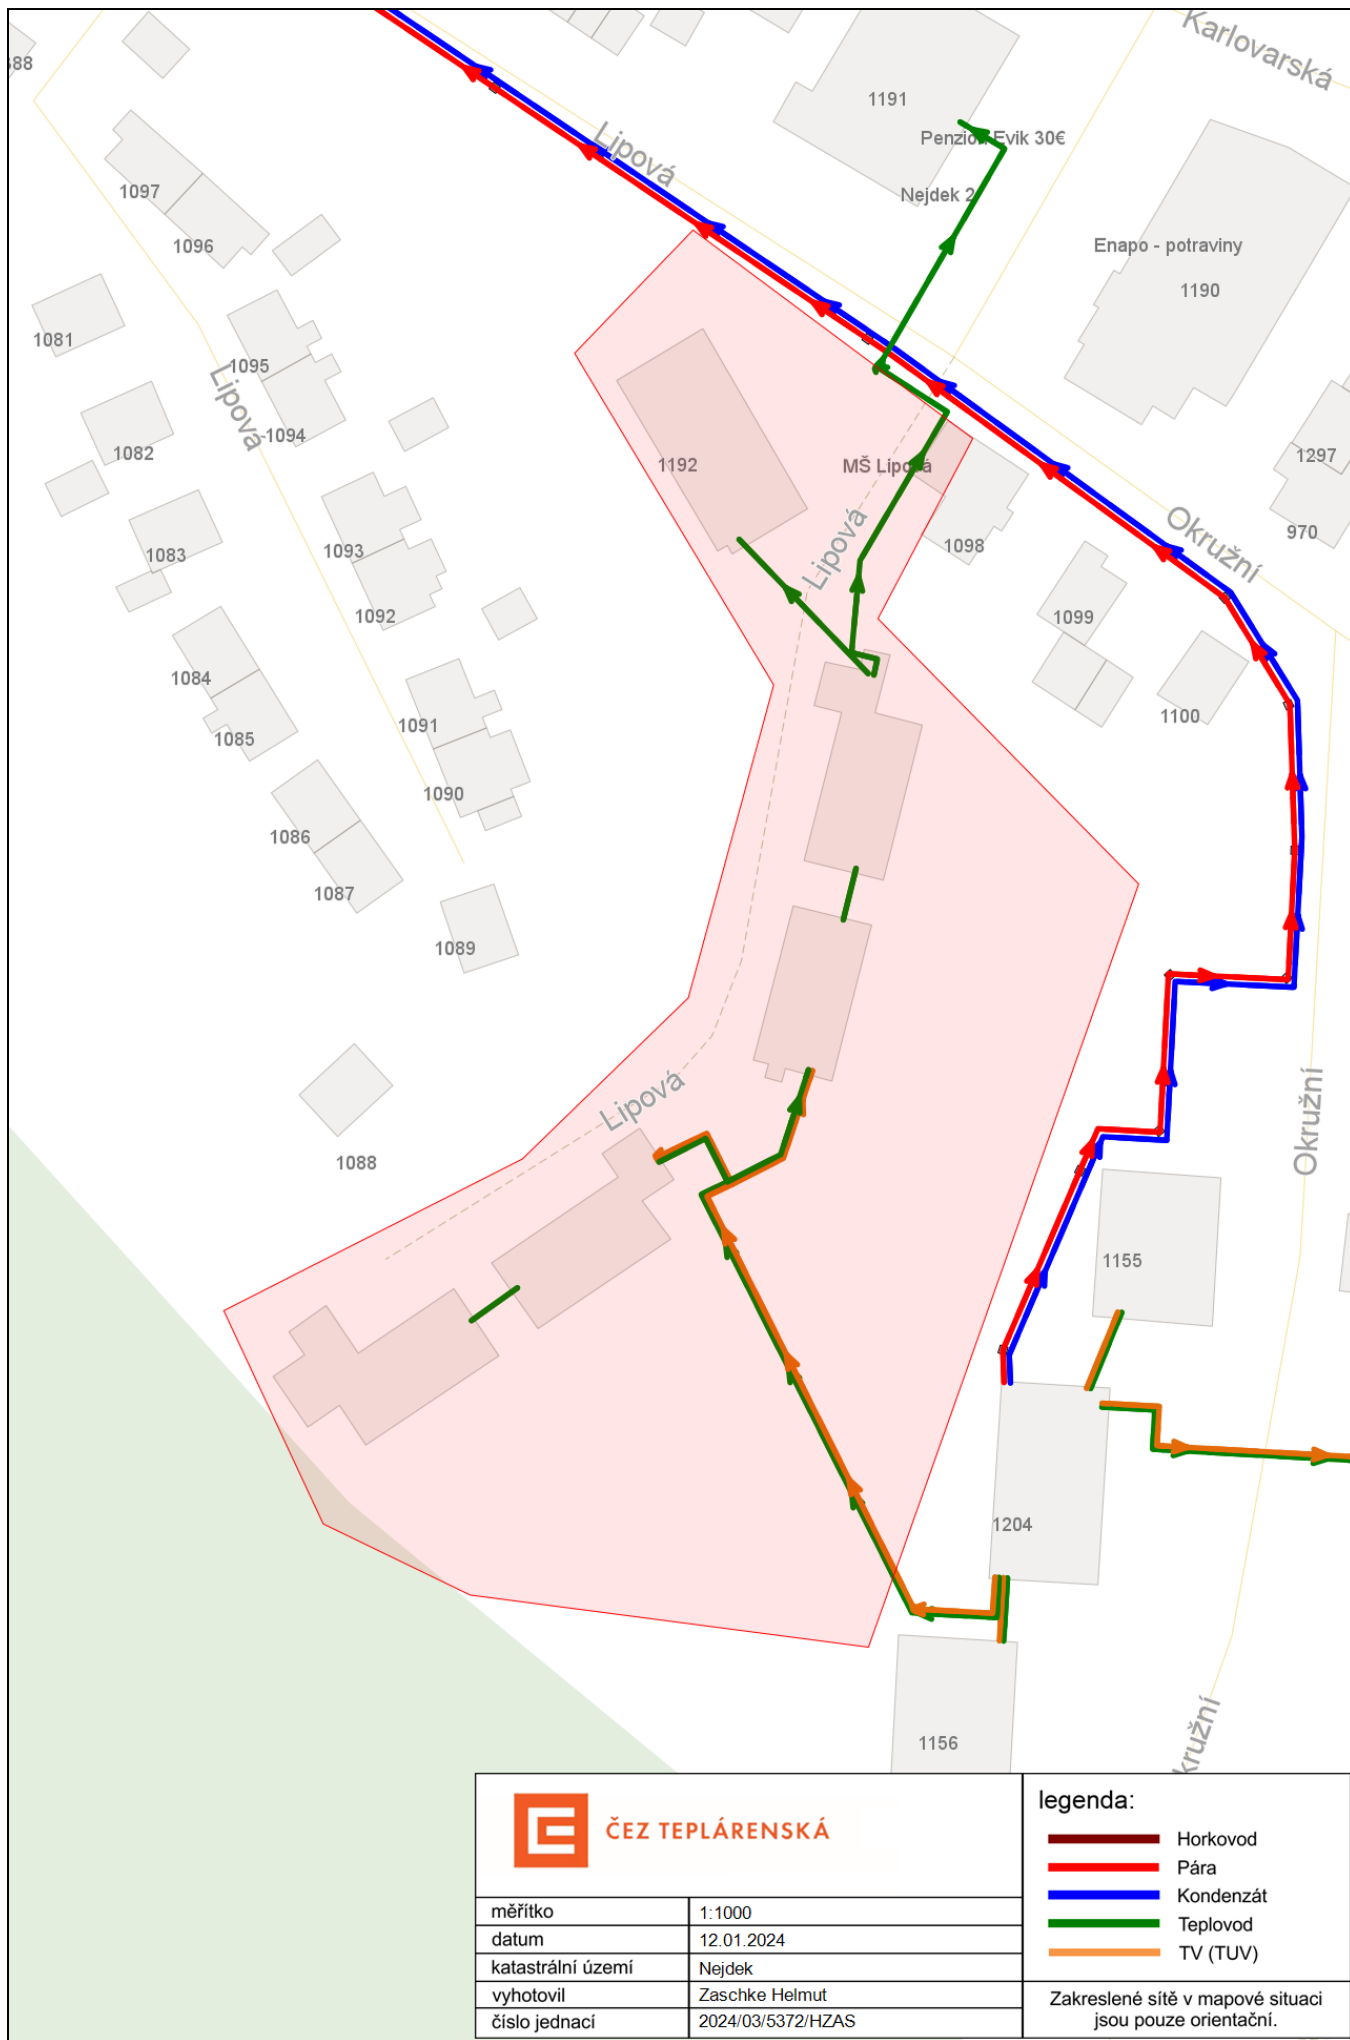 Karlovarská
388
1191
Penzion Evik 30€
Lipová
Nejdek 2
1097
1096
Enapo - potraviny
1190
1081
1095
Lipová
1094
1082
1192
MŠ Lipová
1297
1083
1093
Lipová
1098
Okružní
970
1092
1099
1084
1085
1091
1100
1090
1086
1087
1089
Lipová
1088
Okružní
1155
1204
1156
kružní
ČEZ TEPLÁRENSKÁ
měřítko 1:1000
datum 12.01.2024
katastrální území Nejdek
vyhotovil Zaschke Helmut
číslo jednací 2024/03/5372/HZAS
legenda:
Horkovod
Pára
Kondenzát
Teplovod
TV (TUV)
Zakreslené sítě v mapové situaci
jsou pouze orientační.